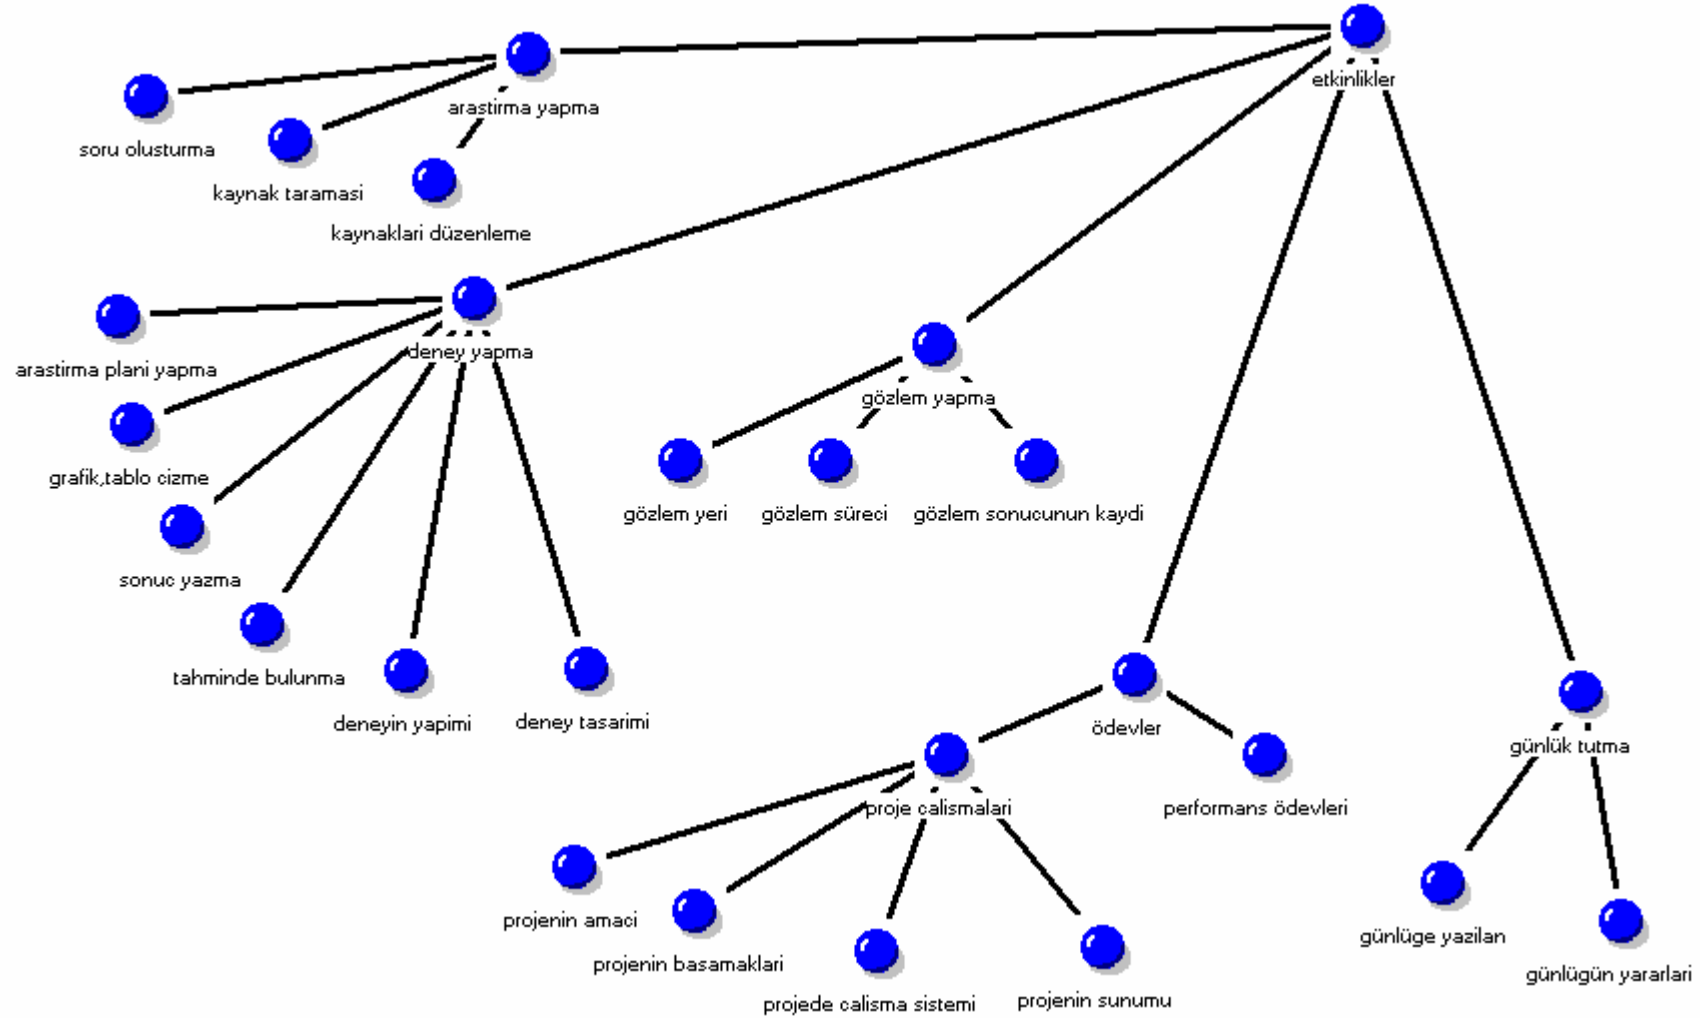 etkinlikler
arastirma yapma
soru olusturma
kaynak taramasi
kaynaklari düzenleme
deney yapma
arastirma plani yapma
grafik,tablo cizme
sonuc yazma
tahminde bulunma
deneyin yapimi
deney tasarimi
gözlem yapma
gözlem yeri
gözlem süreci
gözlem sonucunun kaydi
ödevler
proje calismalari
performans ödevleri
projenin amaci
projenin basamaklari
projede calisma sistemi
projenin sunumu
günlük tutma
günlüge yazilan
günlügün yararlari